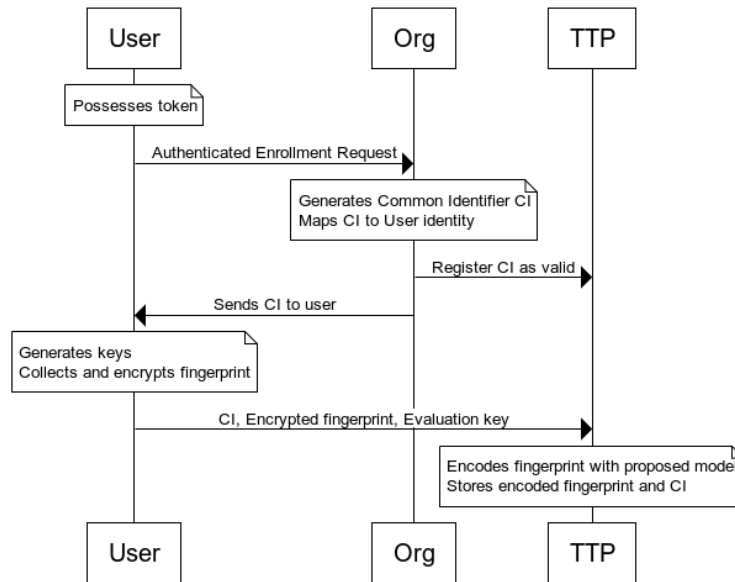 User
Org
TTP
Possesses token
Authenticated Enrollment Request
Generates Common Identifier CI
Maps CI to User identity
Register CI as valid
Sends CI to user
Generates keys
Collects and encrypts fingerprint
CI, Encrypted fingerprint, Evaluation key
Encodes fingerprint with proposed model
Stores encoded fingerprint and CI
User
Org
TTP